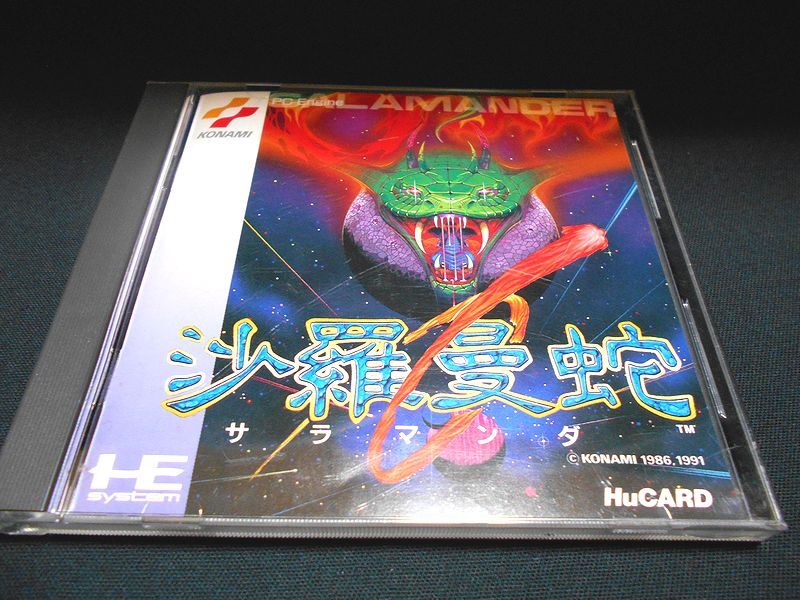 PC Engine
SALAMANDER
KONAMI
沙羅曼蛇
TM
サラマンダ
© KONAMI 1986,1991
HE
system
HuCARD